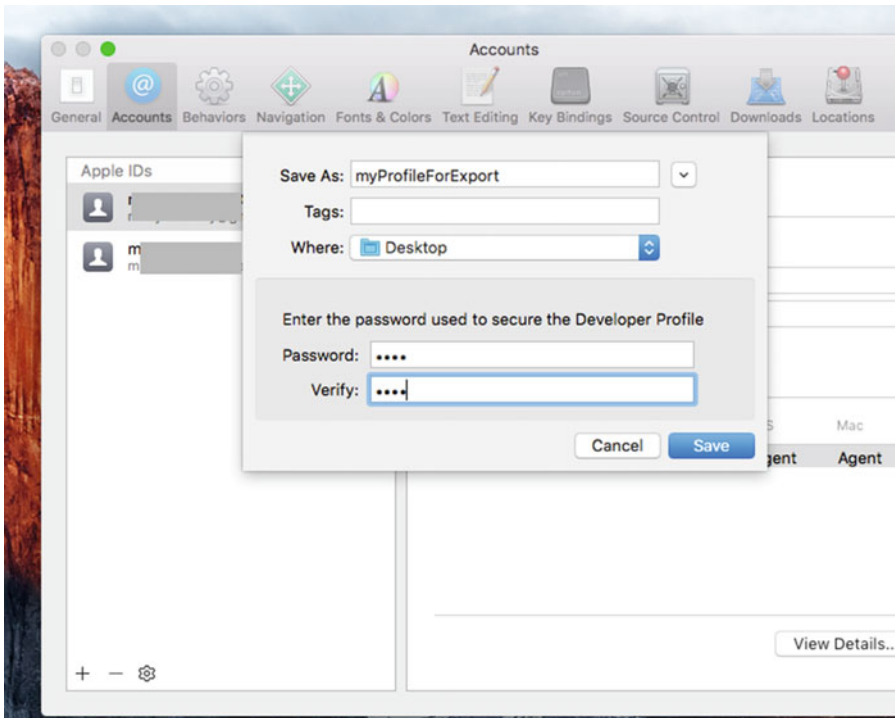 Accounts
General Accounts Behaviors Navigation Fonts & Colors Text Editing Key Bindings Source Control Downloads Locations
Apple IDs
Save As: myProfileForExport
Tags:
Where: Desktop
Enter the password used to secure the Developer Profile
Password: ••••
Verify: ••••
Cancel Save
Mac
Agent
View Details...
+ −